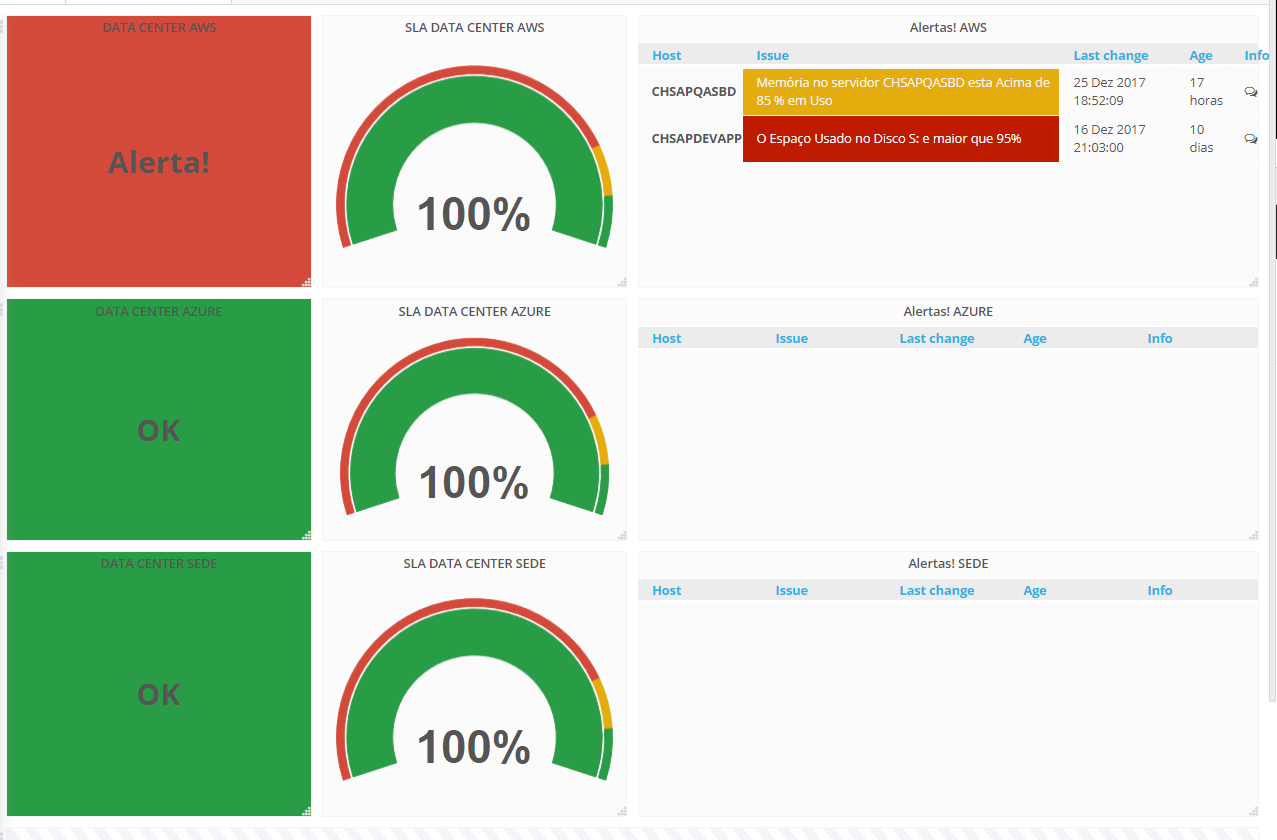 DATA CENTER AWS
Alerta!
SLA DATA CENTER AWS
100%
Alertas! AWS
Host Issue Last change Age Info
CHSAPQASBD Memória no servidor CHSAPQASBD esta Acima de 25 Dez 2017 17
85 % em Uso 18:52:09 horas
CHSAPDEVAPP O Espaço Usado no Disco S: e maior que 95% 16 Dez 2017 10
21:03:00 dias
DATA CENTER AZURE
OK
SLA DATA CENTER AZURE
100%
Alertas! AZURE
Host Issue Last change Age Info
DATA CENTER SEDE
OK
SLA DATA CENTER SEDE
100%
Alertas! SEDE
Host Issue Last change Age Info